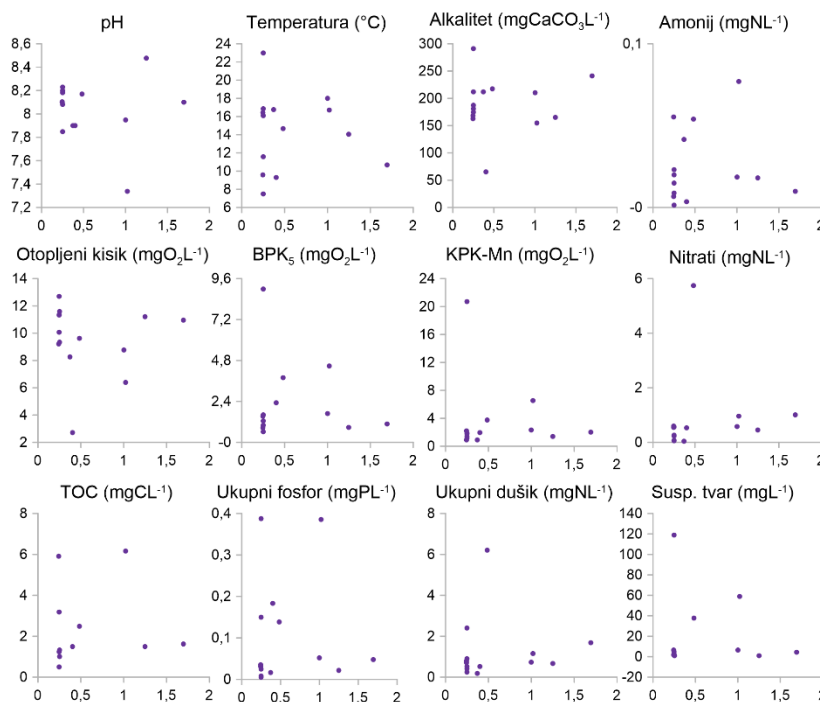 pH Temperatura (°C) Alkalitet (mgCaCO₃L⁻¹) Amonij (mgNL⁻¹)
8,6 24 300 0,1
8,4 22 250
8,2 20 200
8 18 150
7,8 16 100
7,6 14 50
7,4 12 0
7,2 10 -0
8
6
0 0,5 1 1,5 2 0 0,5 1 1,5 2 0 0,5 1 1,5 2 0 0,5 1 1,5 2
Otopljeni kisik (mgO₂L⁻¹) BPK₅ (mgO₂L⁻¹) KPK-Mn (mgO₂L⁻¹) Nitrati (mgNL⁻¹)
14 9,6 24 6
12 7,2 20 4
10 4,8 16 2
8 2,4 12 0
6 -0 8
4 4
2 0
0 0,5 1 1,5 2 0 0,5 1 1,5 2 0 0,5 1 1,5 2 0 0,5 1 1,5 2
TOC (mgCL⁻¹) Ukupni fosfor (mgPL⁻¹) Ukupni dušik (mgNL⁻¹) Susp. tvar (mgL⁻¹)
8 0,4 8 140
6 0,3 6 120
4 0,2 4 100
2 0,1 2 80
0 0 0 60
40
20
0
-20
0 0,5 1 1,5 2 0 0,5 1 1,5 2 0 0,5 1 1,5 2 0 0,5 1 1,5 2